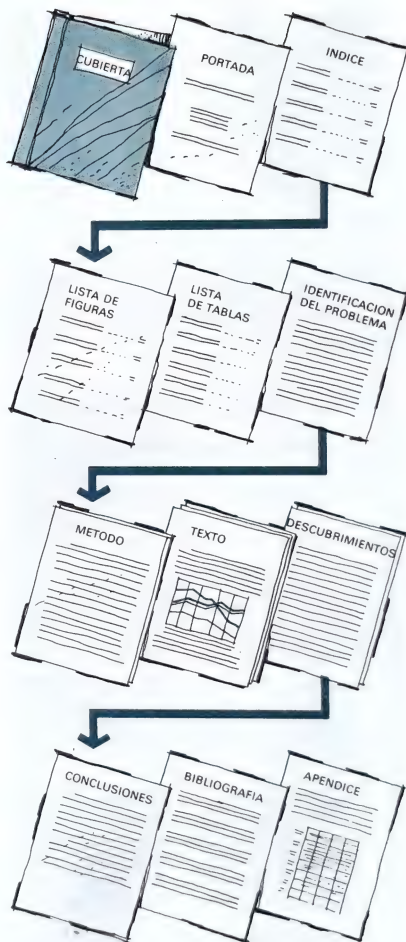 CUBIERTA
PORTADA
INDICE
LISTA DE
FIGURAS
LISTA
DE TABLAS
IDENTIFICACION
DEL PROBLEMA
METODO
TEXTO
DESCUBRIMIENTOS
CONCLUSIONES
BIBLIOGRAFIA
APENDICE